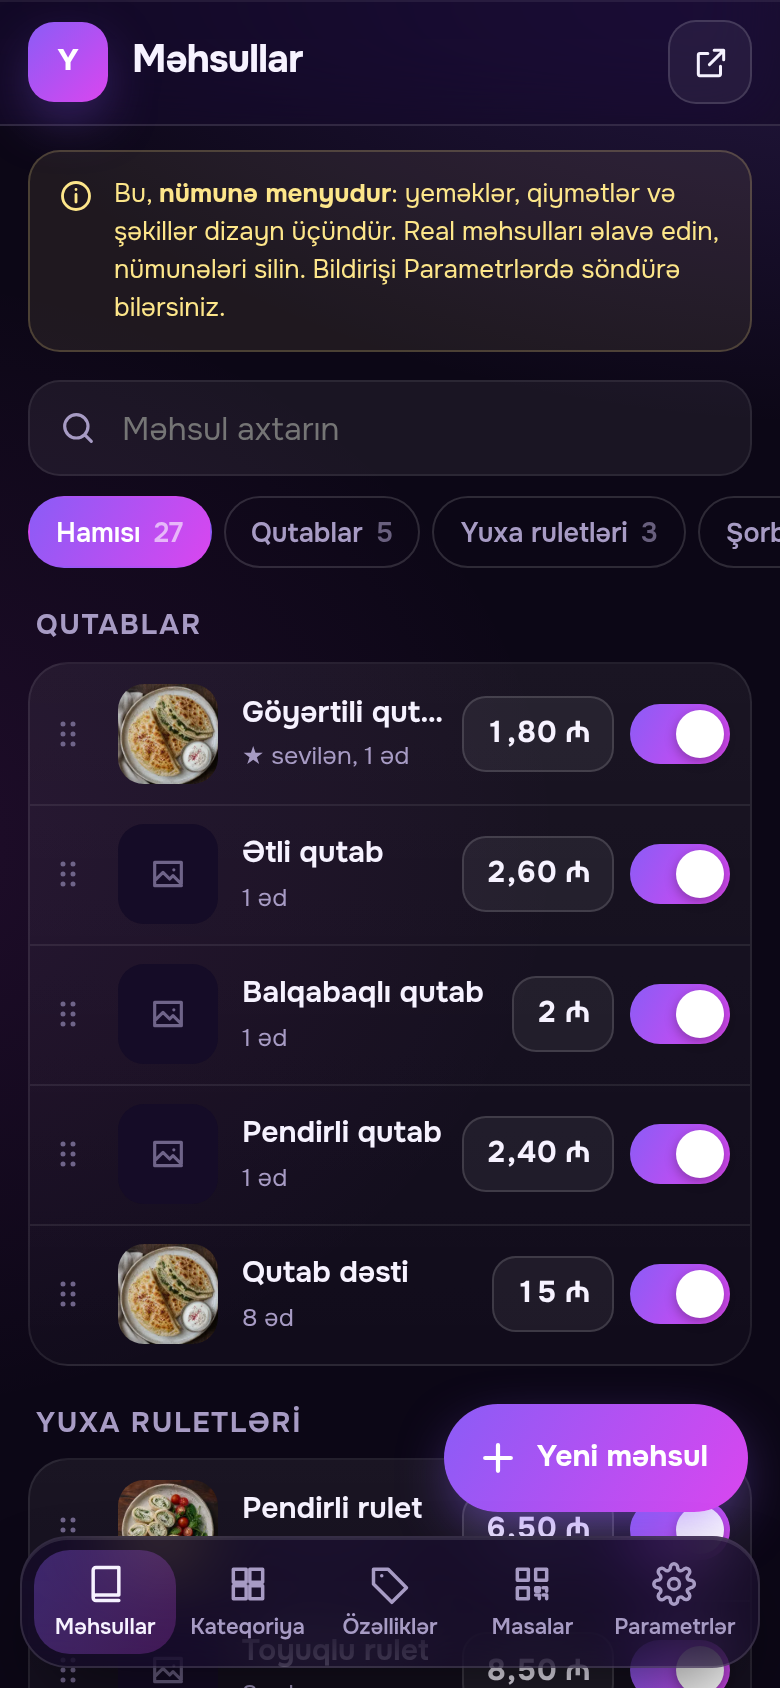 Y
Məhsullar
Bu, nümunə menyudur: yeməklər, qiymətlər və
şəkillər dizayn üçündür. Real məhsulları əlavə edin,
nümunələri silin. Bildirişi Parametrlərdə söndürə
bilərsiniz.
Məhsul axtarın
Hamısı 27 Qutablar 5 Yuxa ruletləri 3 Şorb
QUTABLAR
Göyərtili qut... 1,80 ₼
★ sevilən, 1 əd
Ətli qutab 2,60 ₼
1 əd
Balqabaqlı qutab 2 ₼
1 əd
Pendirli qutab 2,40 ₼
1 əd
Qutab dəsti 15 ₼
8 əd
YUXA RULETLƏRİ
+ Yeni məhsul
Pendirli rulet 6,50 ₼
Məhsullar Kateqoriya Özəlliklər Masalar Parametrlər
Toyuqlu rulet 8,50 ₼